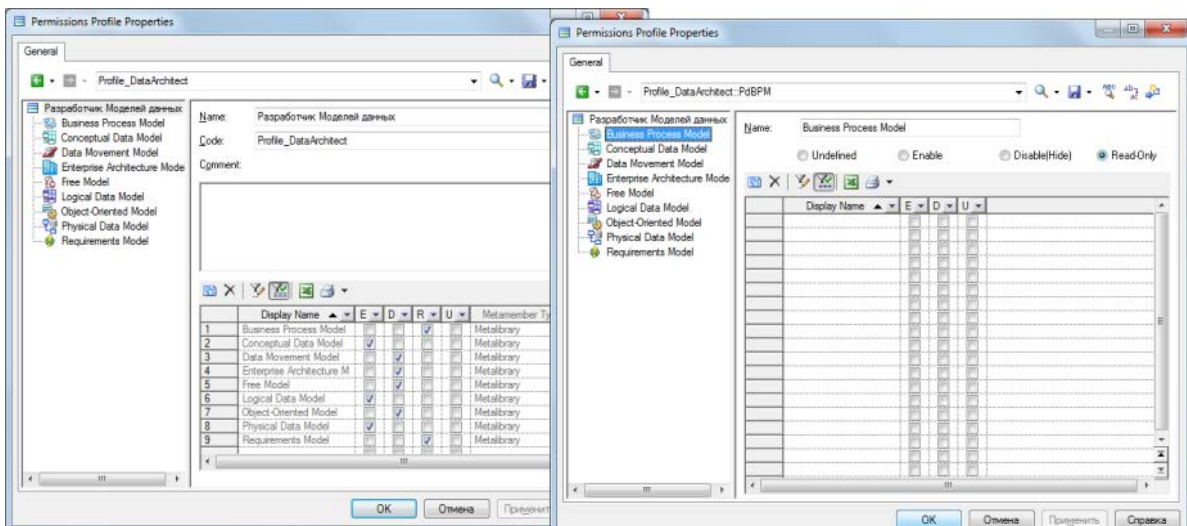 Permissions Profile Properties
General
Profile_DataArchitect
Разработчик Моделей данных
Business Process Model
Conceptual Data Model
Data Movement Model
Enterprise Architecture Mode
Free Model
Logical Data Model
Object-Oriented Model
Physical Data Model
Requirements Model
Name: Разработчик Моделей данных
Code: Profile_DataArchitect
Comment:
Display Name E D R U Metamember Ty
1 Business Process Model Metalibrary
2 Conceptual Data Model Metalibrary
3 Data Movement Model Metalibrary
4 Enterprise Architecture M Metalibrary
5 Free Model Metalibrary
6 Logical Data Model Metalibrary
7 Object-Oriented Model Metalibrary
8 Physical Data Model Metalibrary
9 Requirements Model Metalibrary
OK Отмена Применит
Permissions Profile Properties
General
Profile_DataArchitect::PdBPM
Разработчик Моделей данных
Business Process Model
Conceptual Data Model
Data Movement Model
Enterprise Architecture Mode
Free Model
Logical Data Model
Object-Oriented Model
Physical Data Model
Requirements Model
Name: Business Process Model
Undefined Enable Disable(Hide) Read-Only
Display Name E D U
OK Отмена Применить Справка